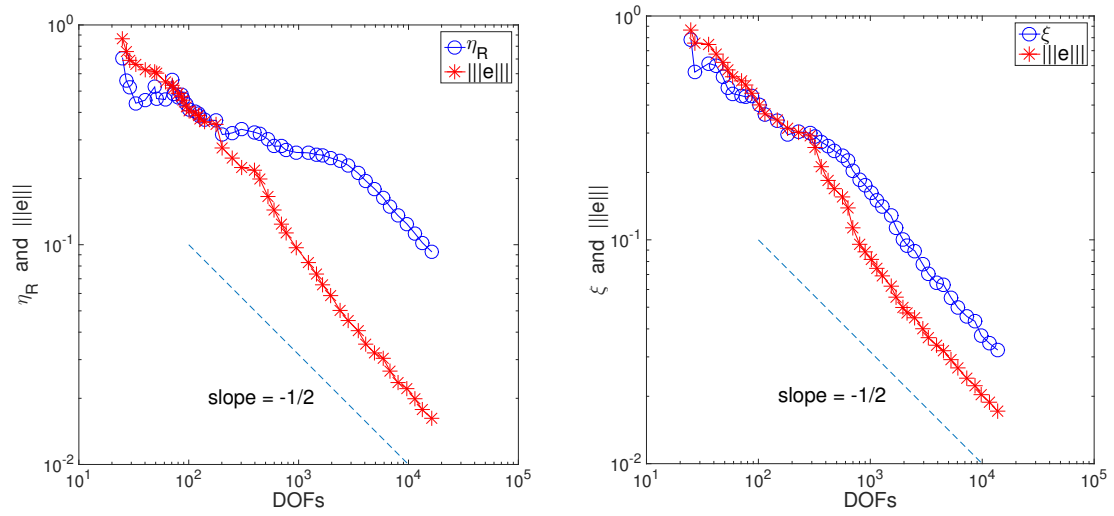 10^0
10^-1
10^-2
10^1
10^2
10^3
10^4
10^5
DOFs
η_R and |||e|||
η_R
|||e|||
slope = -1/2
10^0
10^-1
10^-2
10^1
10^2
10^3
10^4
10^5
DOFs
ξ and |||e|||
ξ
|||e|||
slope = -1/2